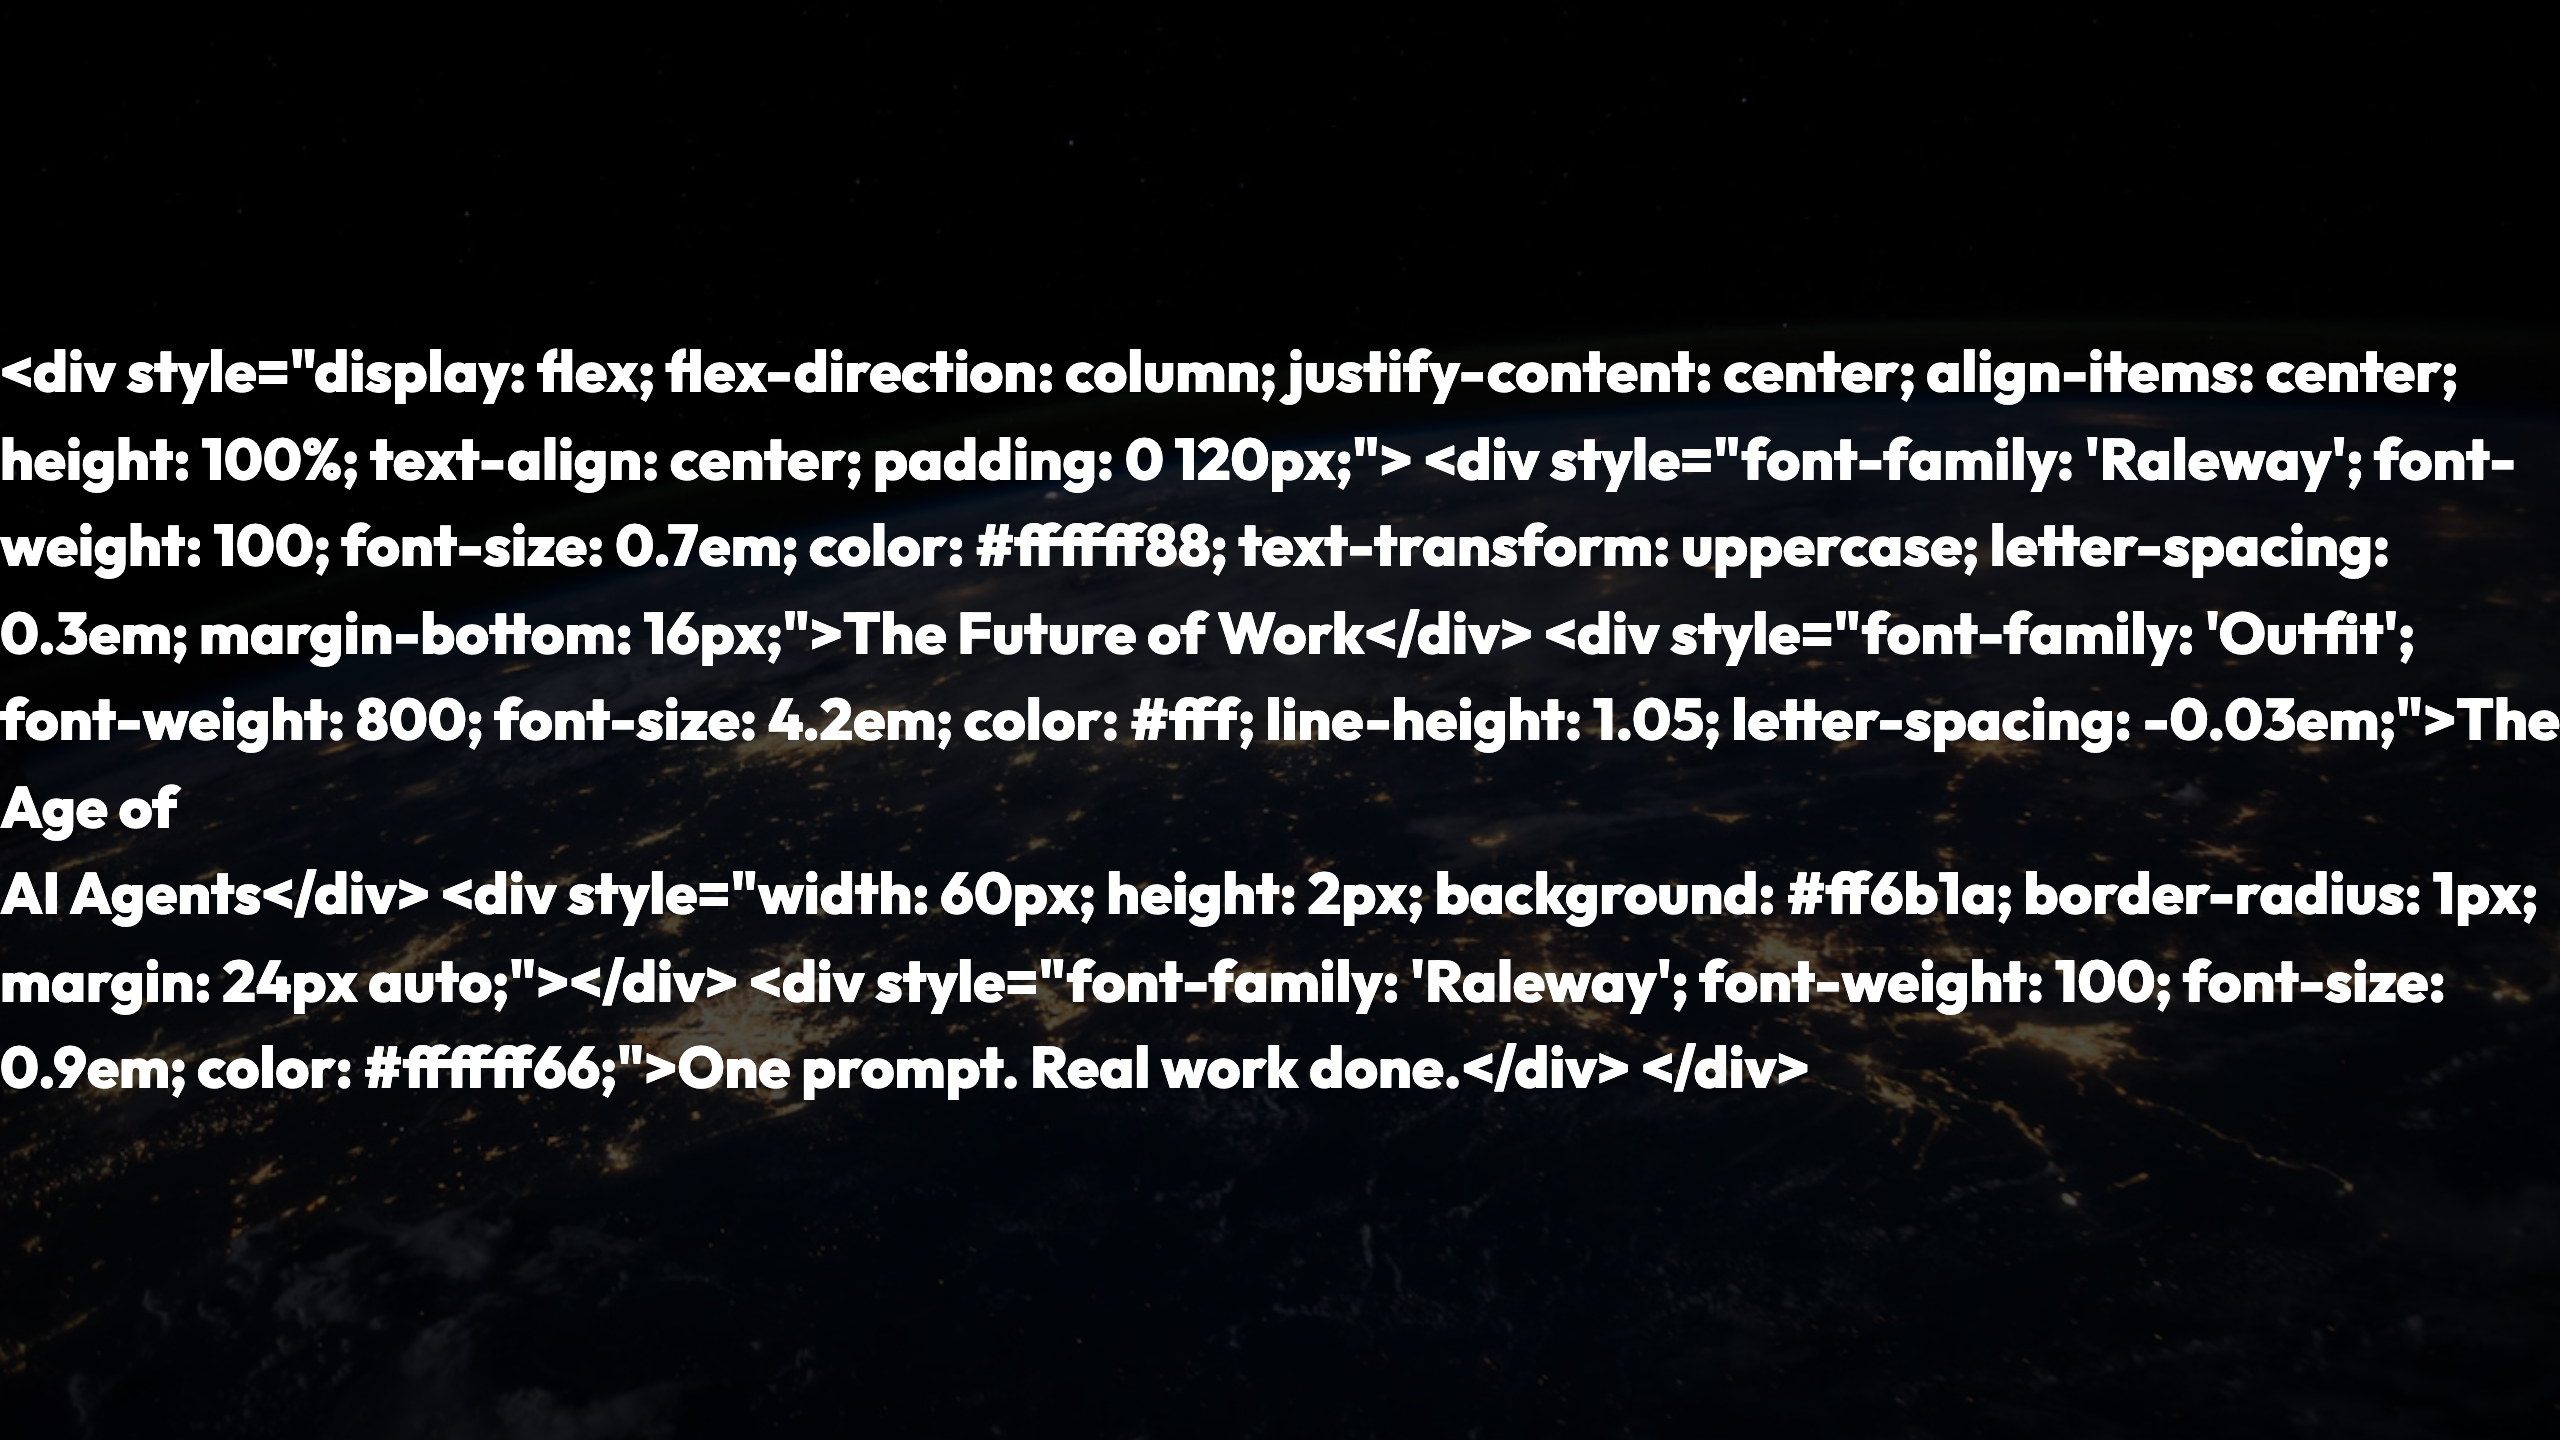 <div style="display: flex; flex-direction: column; justify-content: center; align-items: center;
height: 100%; text-align: center; padding: 0 120px;"> <div style="font-family: 'Raleway'; font-
weight: 100; font-size: 0.7em; color: #ffffff88; text-transform: uppercase; letter-spacing:
0.3em; margin-bottom: 16px;">The Future of Work</div> <div style="font-family: 'Outfit';
font-weight: 800; font-size: 4.2em; color: #fff; line-height: 1.05; letter-spacing: -0.03em;">The
Age of
AI Agents</div> <div style="width: 60px; height: 2px; background: #ff6b1a; border-radius: 1px;
margin: 24px auto;"></div> <div style="font-family: 'Raleway'; font-weight: 100; font-size:
0.9em; color: #ffffff66;">One prompt. Real work done.</div> </div>